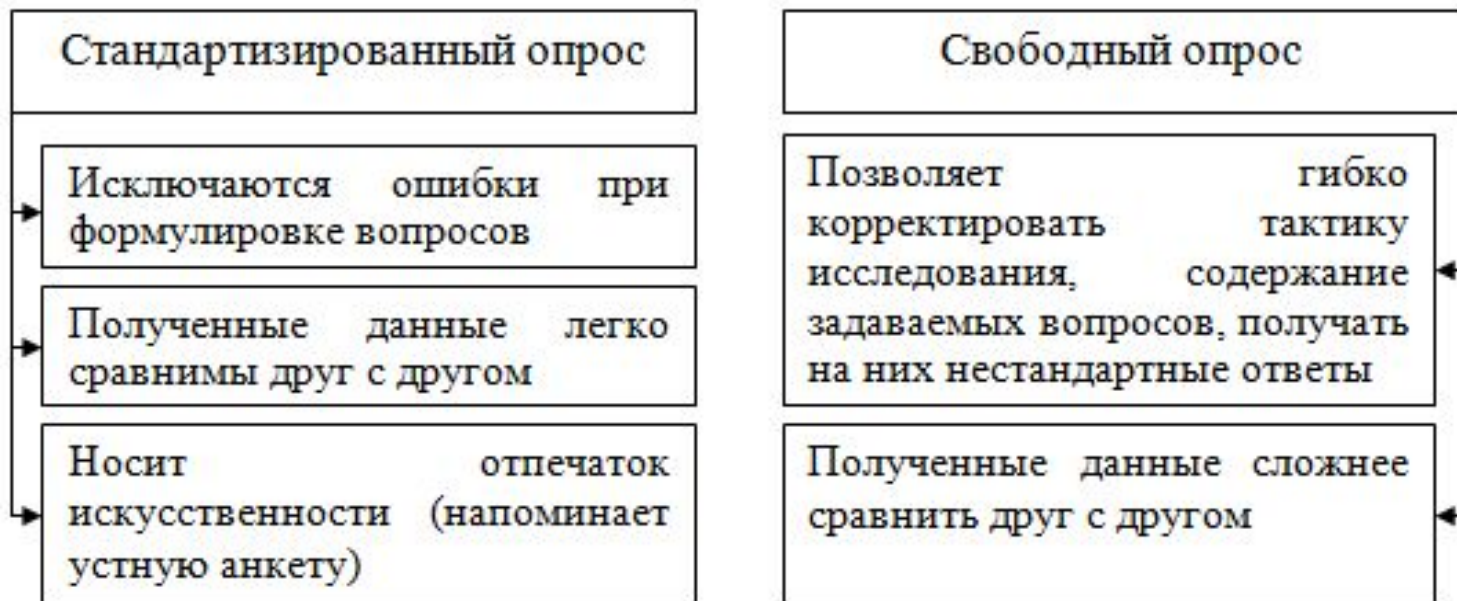 Стандартизированный опрос
Исключаются ошибки при
формулировке вопросов
Полученные данные легко
сравнимы друг с другом
Носит отпечаток
искусственности (напоминает
устную анкету)
Свободный опрос
Позволяет гибко
корректировать тактику
исследования, содержание
задаваемых вопросов, получать
на них нестандартные ответы
Полученные данные сложнее
сравнить друг с другом